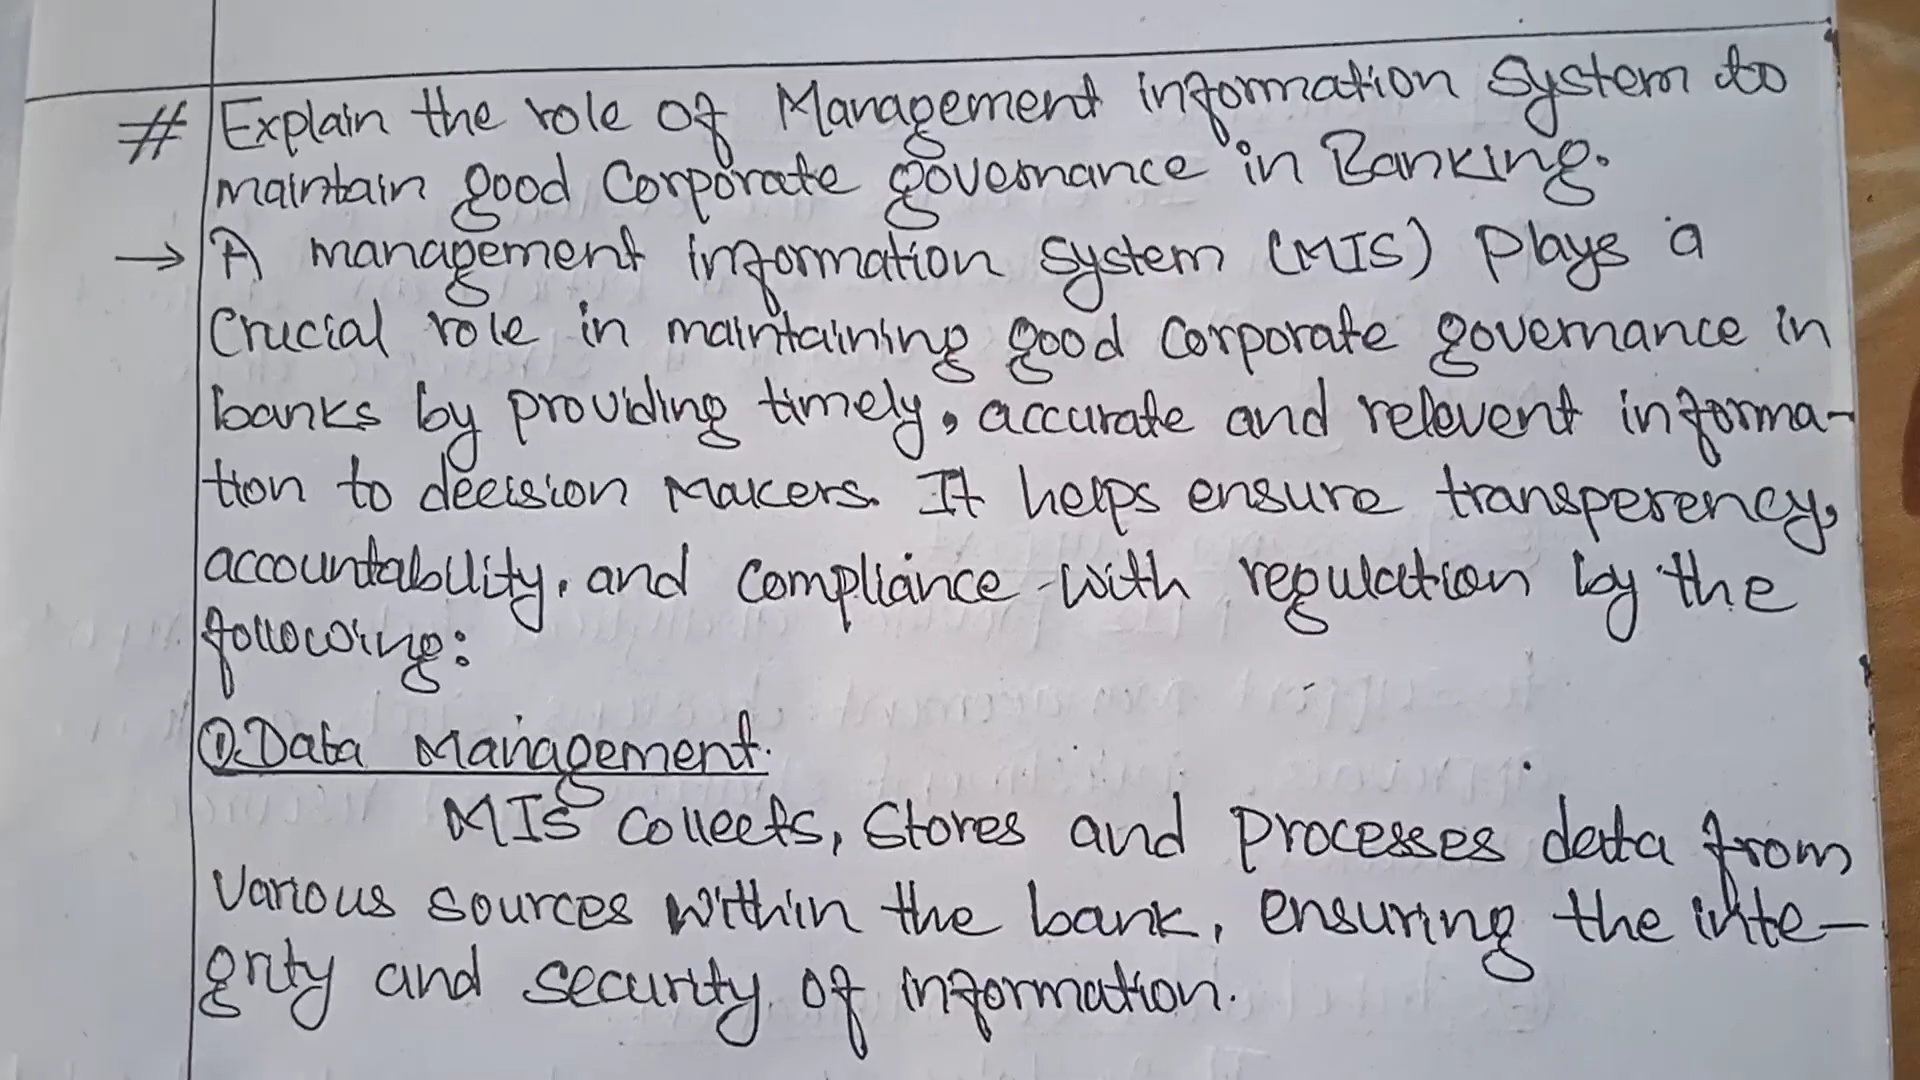 # Explain the role of Management information system to
maintain good Corporate governance in Banking.
→ A management information system (MIS) plays a
Crucial role in maintaining good corporate governance in
banks by providing timely, accurate and relevent informa-
tion to decision makers. It helps ensure transperency,
accountability, and compliance with regulation by the
following:
①.Data Management.
MIS collects, stores and processes data from
various sources within the bank, ensuring the inte-
grity and security of information.